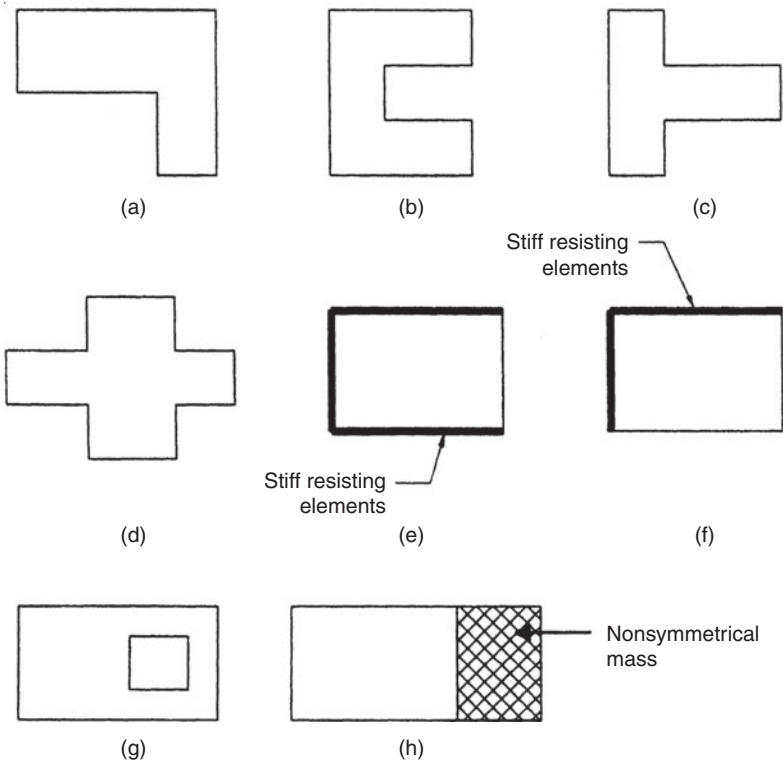 (a)
(b)
(c)
Stiff resisting
elements
Stiff resisting
elements
(d)
(e)
(f)
Nonsymmetrical
mass
(g)
(h)